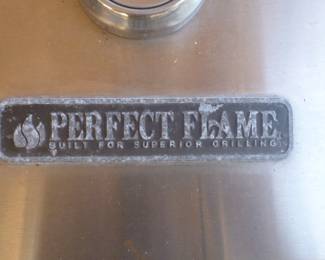 PERFECT FLAME
BUILT FOR SUPERIOR GRILLING